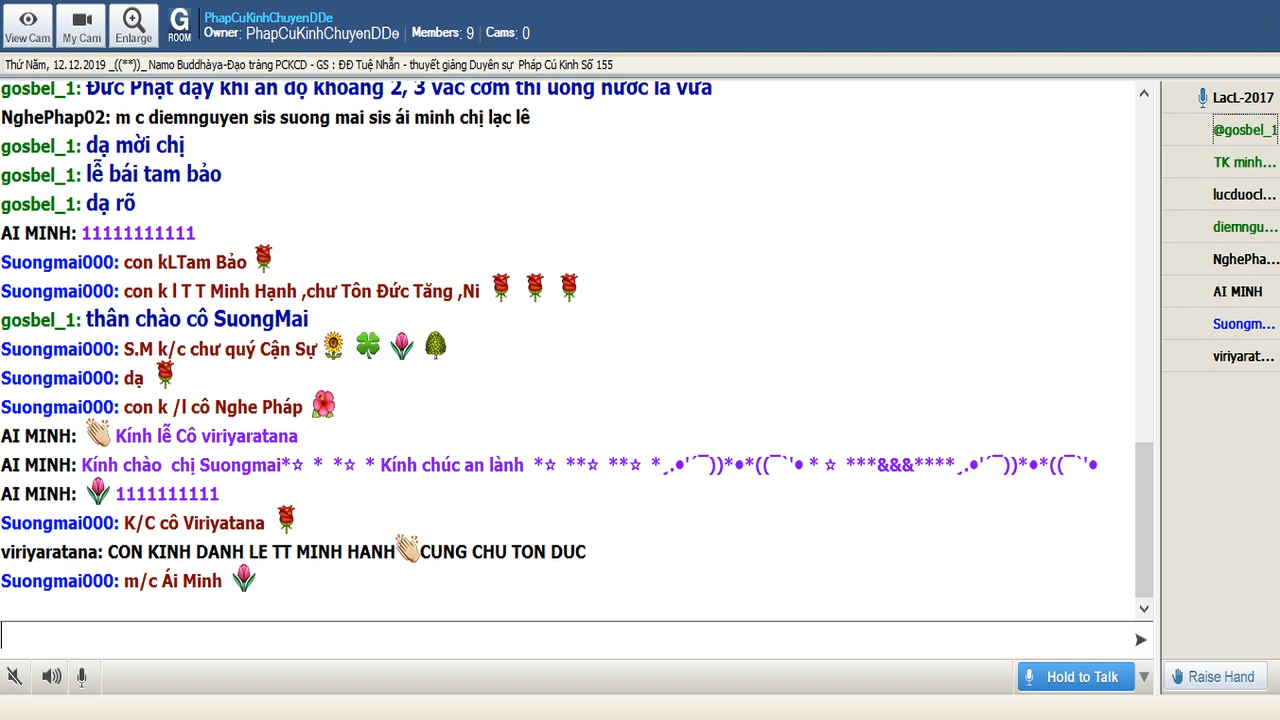 View Cam
My Cam
Enlarge
G
ROOM
PhapCuKinhChuyenDDe
Owner: PhapCuKinhChuyenDDe | Members: 9 | Cams: 0
Thứ Năm, 12.12.2019 _((**))_ Namo Buddhàya-Đạo tràng PCKCD - GS : ĐĐ Tuệ Nhẫn - thuyết giảng Duyên sự Pháp Cú Kinh Số 155
gosbel_1: Đức Phật dạy khi ăn độ khoảng 2, 3 vắc cơm thì uống nước là vừa
NghePhap02: m c diemnguyen sis suong mai sis ái minh chị lạc lê
gosbel_1: dạ mời chị
gosbel_1: lễ bái tam bảo
gosbel_1: dạ rõ
AI MINH: 11111111111
Suongmai000: con kLTam Bảo
Suongmai000: con k l T T Minh Hạnh ,chư Tôn Đức Tăng ,Ni
gosbel_1: thân chào cô SuongMai
Suongmai000: S.M k/c chư quý Cận Sự
Suongmai000: dạ
Suongmai000: con k /l cô Nghe Pháp
AI MINH: Kính lễ Cô viriyaratana
AI MINH: Kính chào chị Suongmai*☆ * *☆ * Kính chúc an lành *☆ **☆ **☆ *¸.•'´¯))*•*((¯`'• * ☆ ***&&&****¸.•'´¯))*•*((¯`'•
AI MINH: 1111111111
Suongmai000: K/C cô Viriyatana
viriyaratana: CON KINH DANH LE TT MINH HANH CUNG CHU TON DUC
Suongmai000: m/c Ái Minh
LacL-2017
@gosbel_1
TK minh...
lucduocl...
diemngu...
NghePha...
AI MINH
Suongm...
viriyarat...
Hold to Talk
Raise Hand